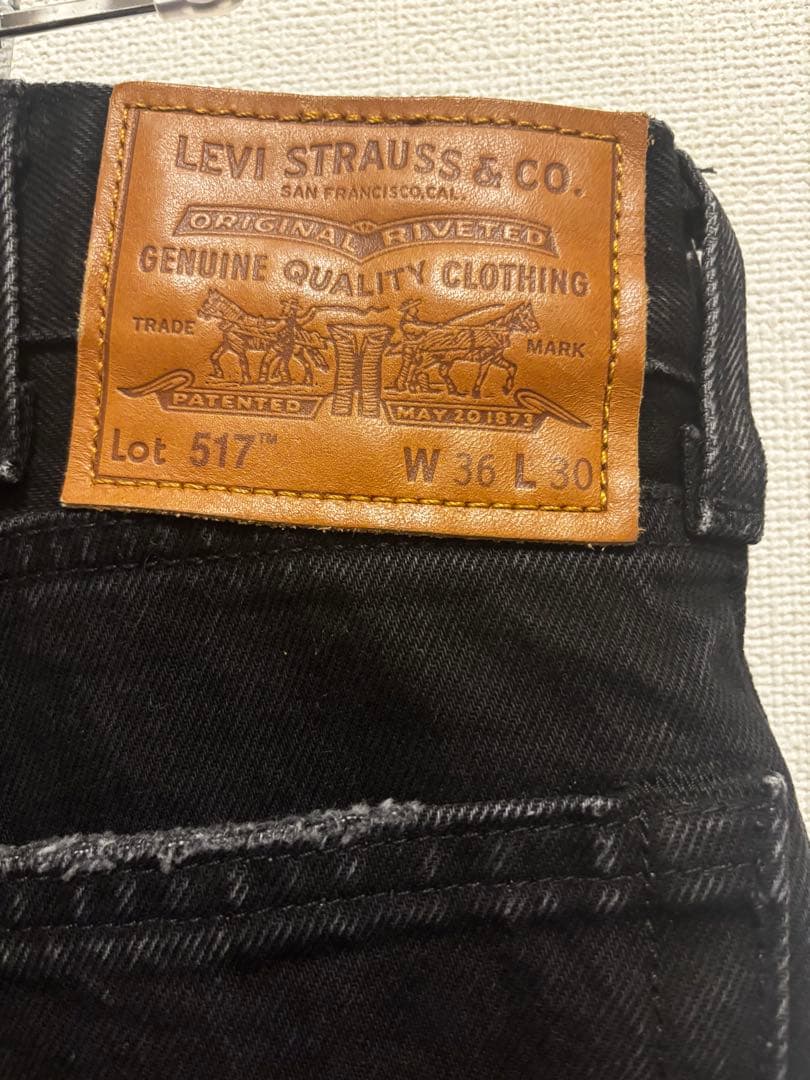 LEVI STRAUSS & CO.
SAN FRANCISCO, CAL.
ORIGINAL RIVETED
GENUINE QUALITY CLOTHING
TRADE MARK
PATENTED MAY 20 1873
Lot 517™ W 36 L 30